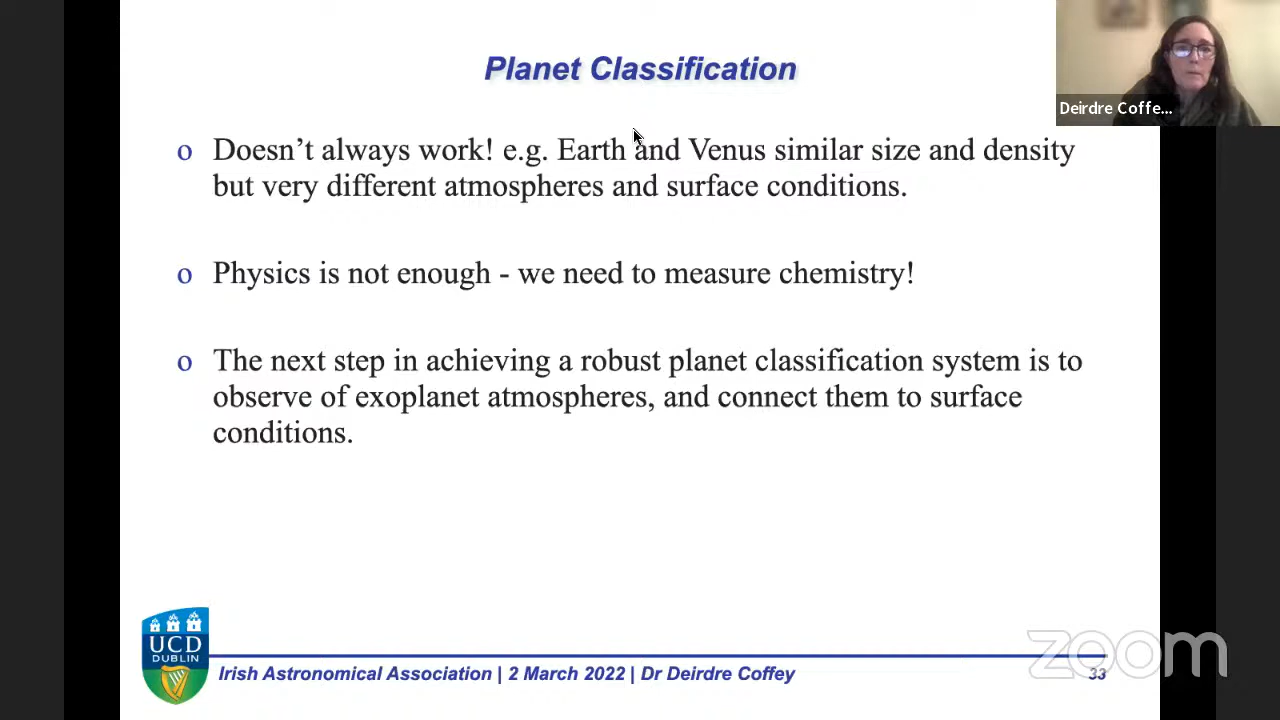 Planet Classification
Deirdre Coffe...
o Doesn't always work! e.g. Earth and Venus similar size and density
but very different atmospheres and surface conditions.
o Physics is not enough - we need to measure chemistry!
o The next step in achieving a robust planet classification system is to
observe of exoplanet atmospheres, and connect them to surface
conditions.
UCD
DUBLIN
Irish Astronomical Association | 2 March 2022 | Dr Deirdre Coffey
33
zoom